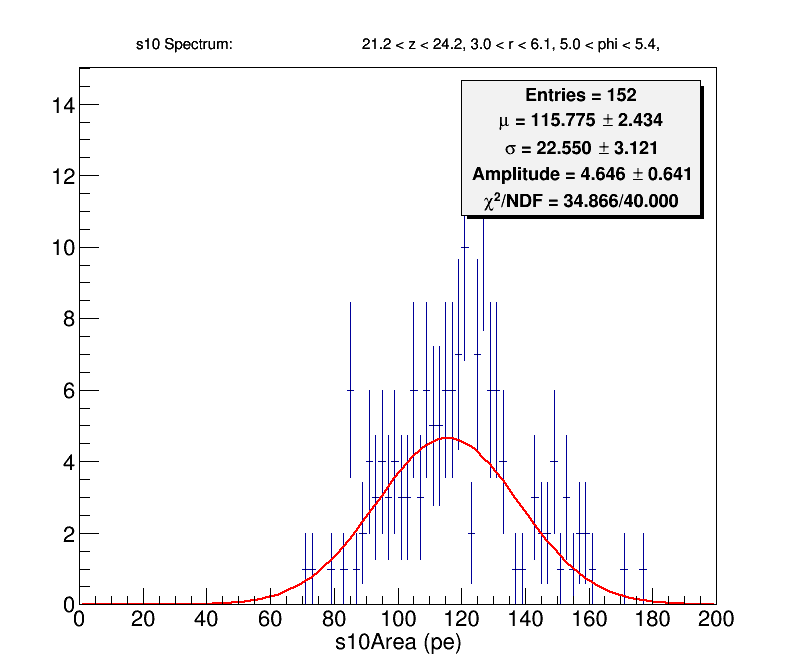 s10 Spectrum: 21.2 < z < 24.2, 3.0 < r < 6.1, 5.0 < phi < 5.4,
Entries = 152
μ = 115.775 ± 2.434
σ = 22.550 ± 3.121
Amplitude = 4.646 ± 0.641
χ²/NDF = 34.866/40.000
14
12
10
8
6
4
2
0
0 20 40 60 80 100 120 140 160 180 200
s10Area (pe)